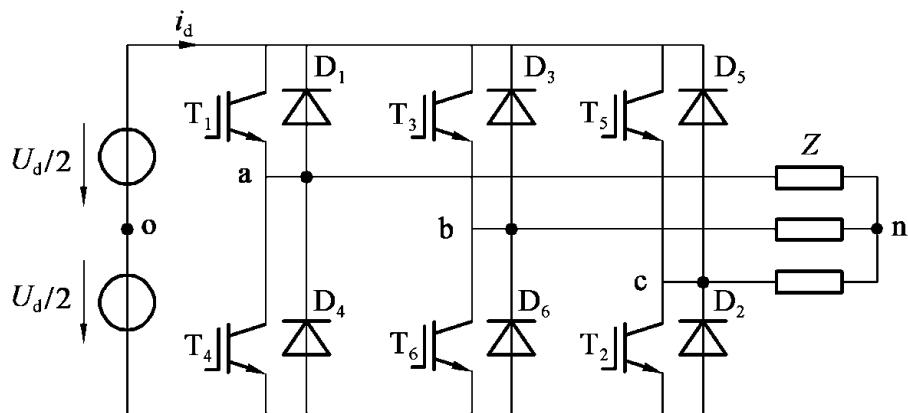 i_d
D_1
D_3
D_5
T_1
T_3
T_5
Z
U_d/2
a
o
b
n
c
U_d/2
D_4
D_6
D_2
T_4
T_6
T_2